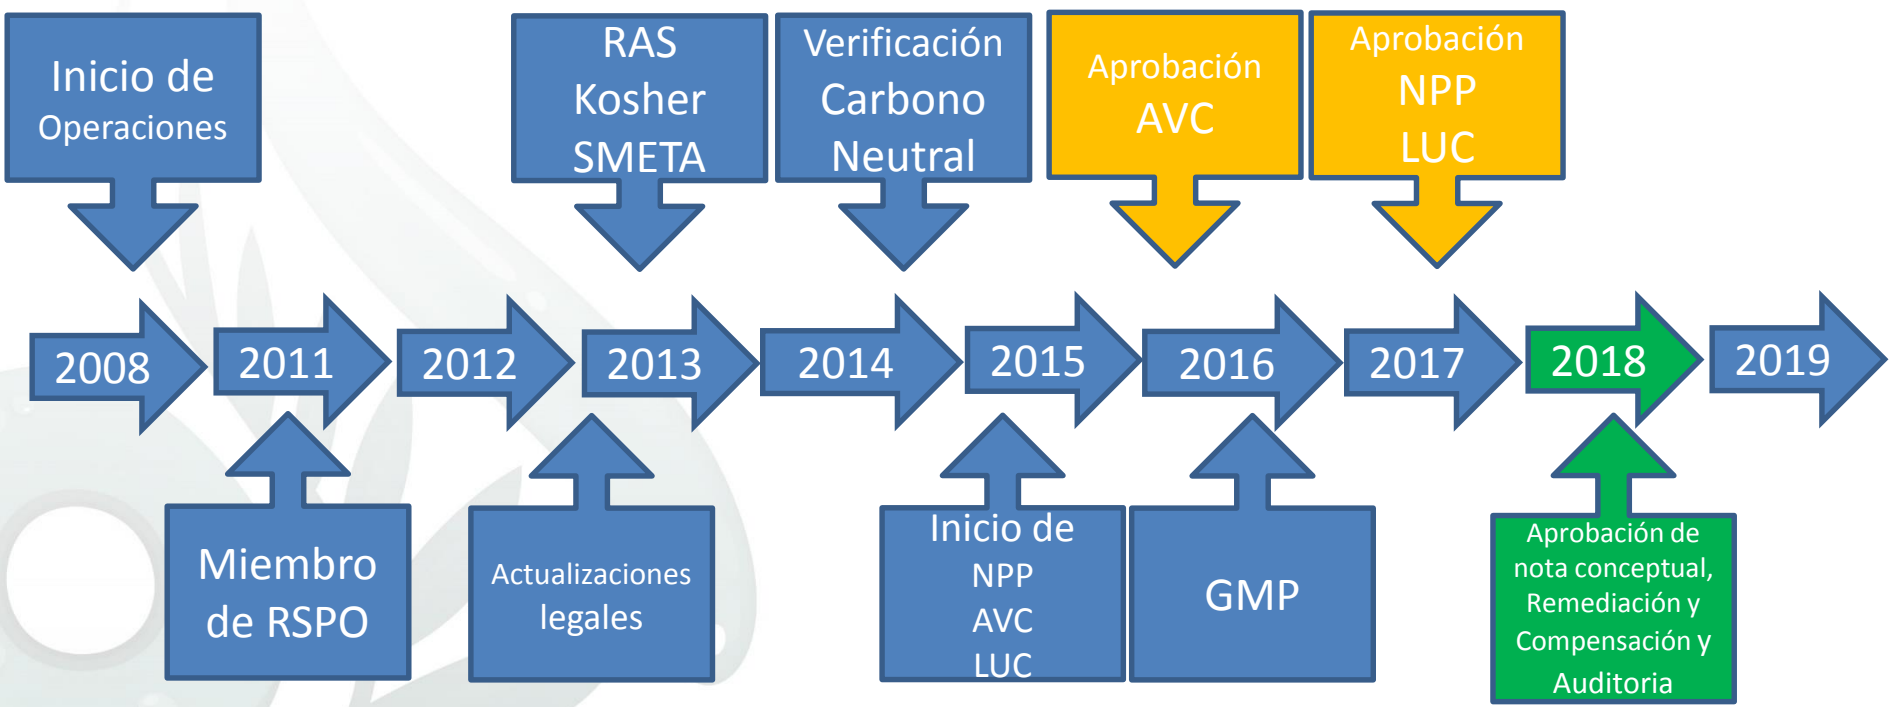 Inicio de
Operaciones
RAS
Kosher
SMETA
Verificación
Carbono
Neutral
Aprobación
AVC
Aprobación
NPP
LUC
2008
2011
2012
2013
2014
2015
2016
2017
2018
2019
Miembro
de RSPO
Actualizaciones
legales
Inicio de
NPP
AVC
LUC
GMP
Aprobación de
nota conceptual,
Remediación y
Compensación y
Auditoria